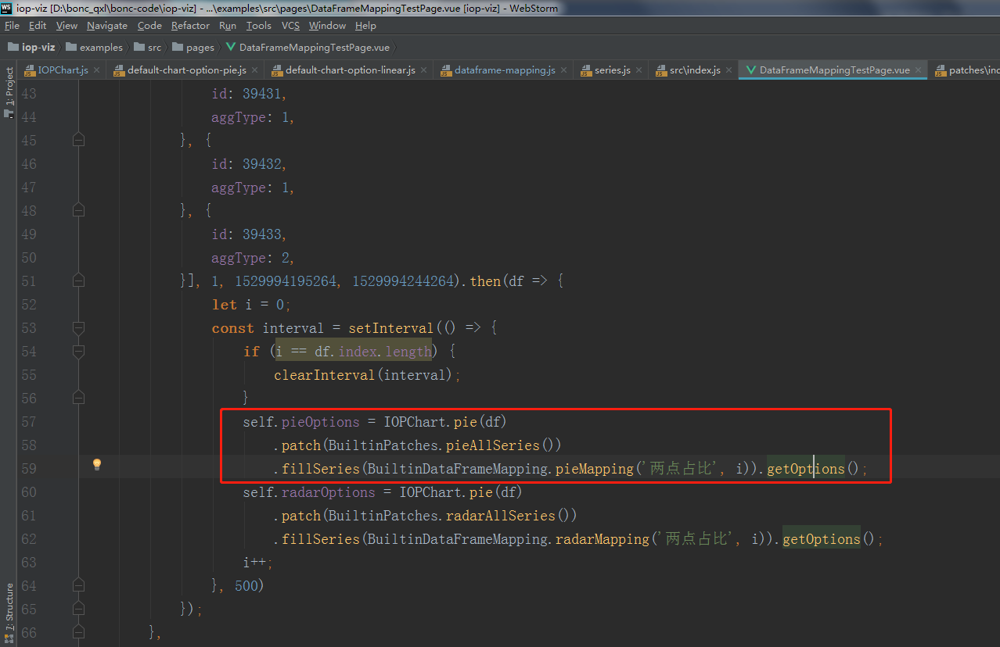 iop-viz [D:\bonc_qxl\bonc-code\iop-viz] - ...\examples\src\pages\DataFrameMappingTestPage.vue [iop-viz] - WebStorm
File Edit View Navigate Code Refactor Run Tools VCS Window Help
iop-viz examples src pages DataFrameMappingTestPage.vue
IOPChart.js default-chart-option-pie.js default-chart-option-linear.js dataframe-mapping.js series.js src\index.js DataFrameMappingTestPage.vue patches\inc
1: Project
43 id: 39431,
44 aggType: 1,
45 }, {
46 id: 39432,
47 aggType: 1,
48 }, {
49 id: 39433,
50 aggType: 2,
51 }], 1, 1529994195264, 1529994244264).then(df => {
52 let i = 0;
53 const interval = setInterval(() => {
54 if (i == df.index.length) {
55 clearInterval(interval);
56 }
57 self.pieOptions = IOPChart.pie(df)
58 .patch(BuiltinPatches.pieAllSeries())
59 .fillSeries(BuiltinDataFrameMapping.pieMapping('两点占比', i)).getOptions();
60 self.radarOptions = IOPChart.pie(df)
61 .patch(BuiltinPatches.radarAllSeries())
62 .fillSeries(BuiltinDataFrameMapping.radarMapping('两点占比', i)).getOptions();
63 i++;
64 }, 500)
65 });
66 },
7: Structure